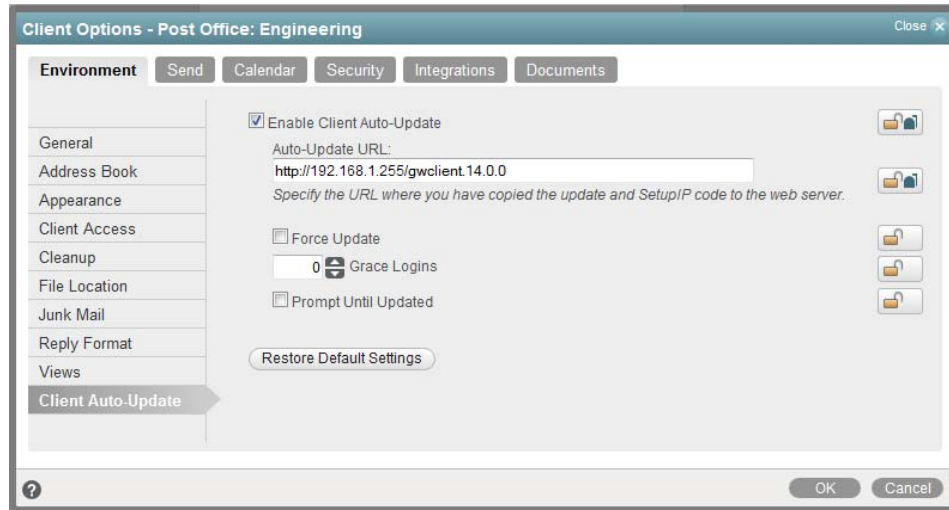 Client Options - Post Office: Engineering
Close x
Environment
Send
Calendar
Security
Integrations
Documents
General
Address Book
Appearance
Client Access
Cleanup
File Location
Junk Mail
Reply Format
Views
Client Auto-Update
Enable Client Auto-Update
Auto-Update URL:
http://192.168.1.255/gwclient.14.0.0
Specify the URL where you have copied the update and SetupIP code to the web server.
Force Update
0 Grace Logins
Prompt Until Updated
Restore Default Settings
?
OK
Cancel